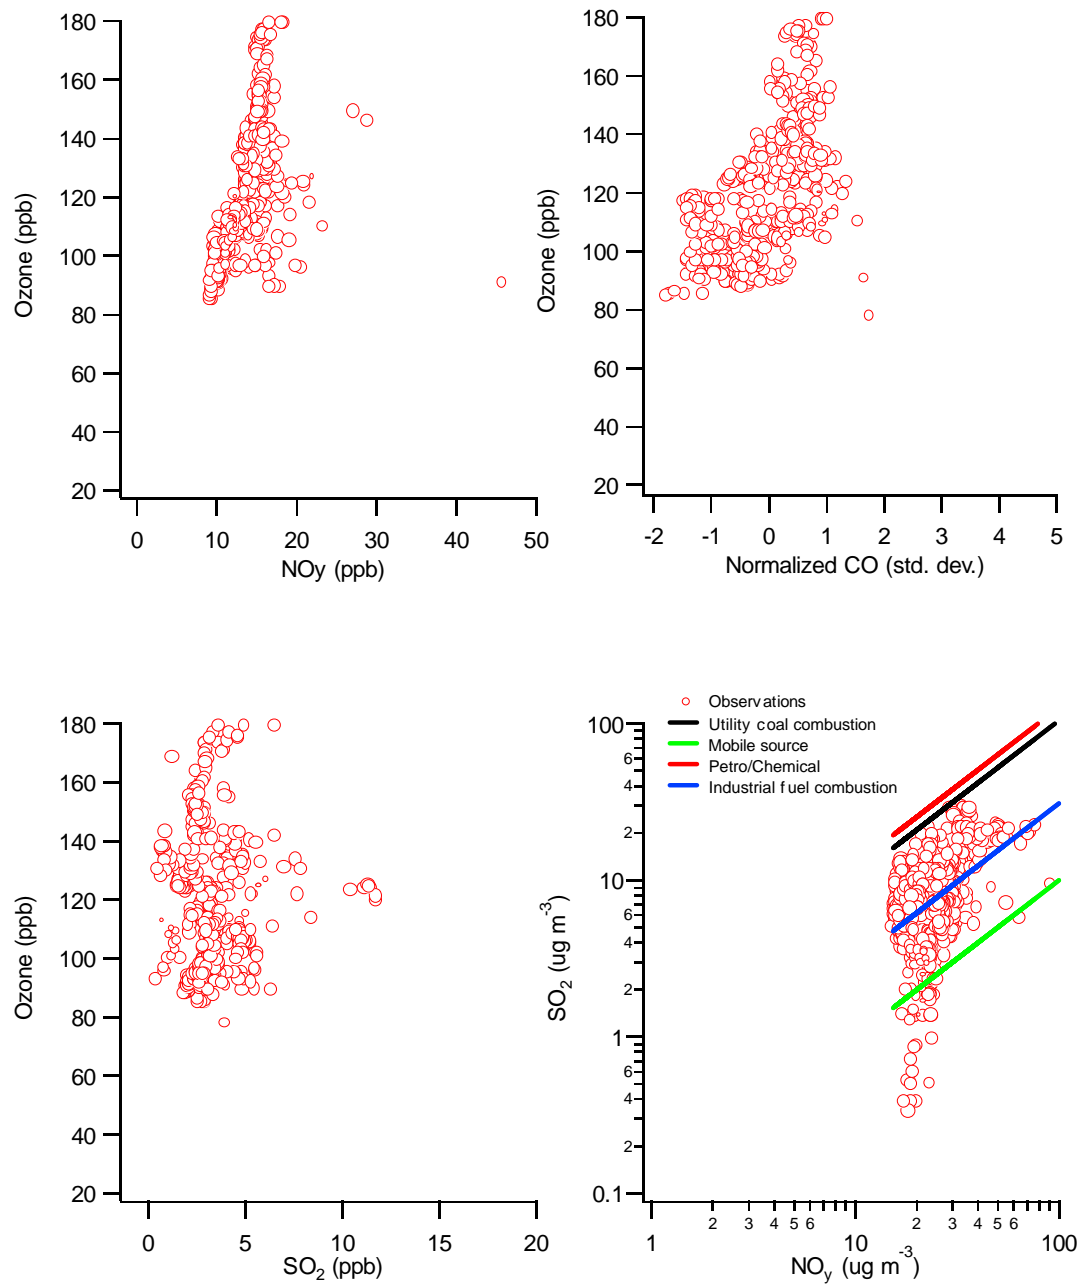 180
160
140
120
100
80
60
40
20
Ozone (ppb)
0 10 20 30 40 50
NOy (ppb)
180
160
140
120
100
80
60
40
20
Ozone (ppb)
-2 -1 0 1 2 3 4 5
Normalized CO (std. dev.)
180
160
140
120
100
80
60
40
20
Ozone (ppb)
0 5 10 15 20
SO2 (ppb)
Observations
Utility coal combustion
Mobile source
Petro/Chemical
Industrial fuel combustion
100
6
4
2
10
6
4
2
1
6
4
2
0.1
SO2 (ug m-3)
1 2 3 4 5 6 10 2 3 4 5 6 100
NOy (ug m-3)